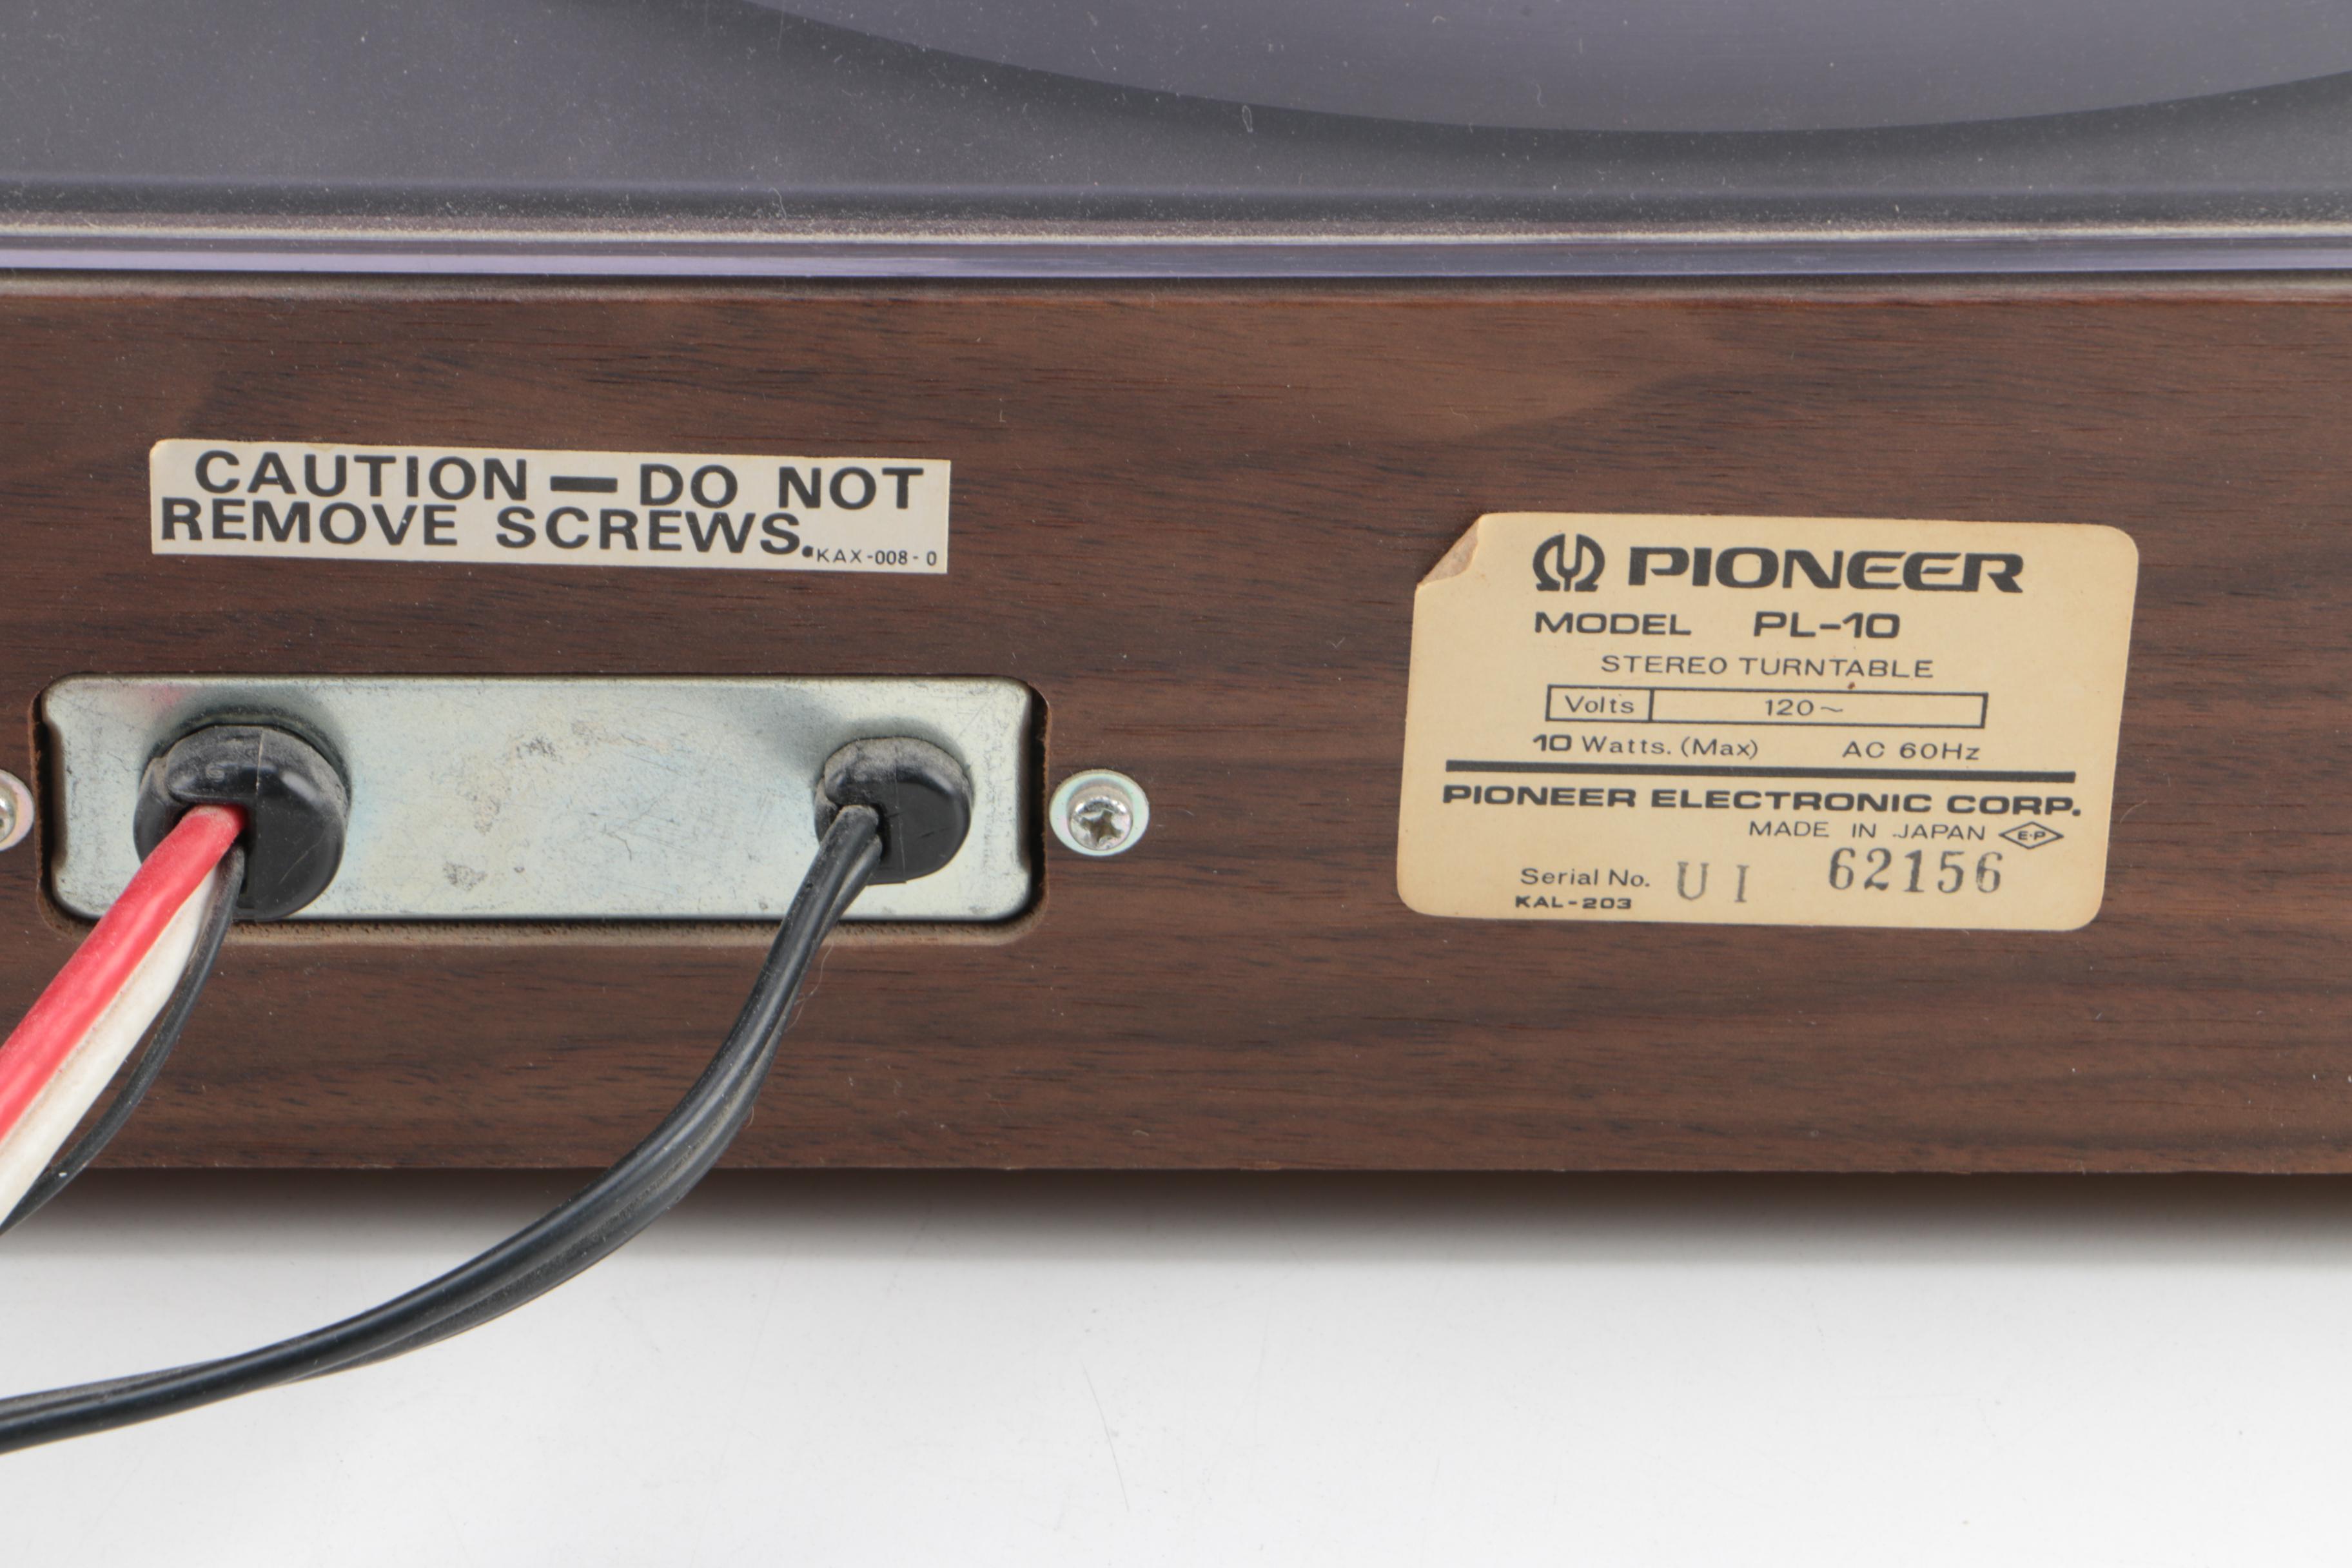 CAUTION — DO NOT
REMOVE SCREWS.
KAX-008-0
PIONEER
MODEL PL-10
STEREO TURNTABLE
Volts 120~
10 Watts. (Max) AC 60Hz
PIONEER ELECTRONIC CORP.
MADE IN JAPAN E·P
Serial No. UI 62156
KAL-203